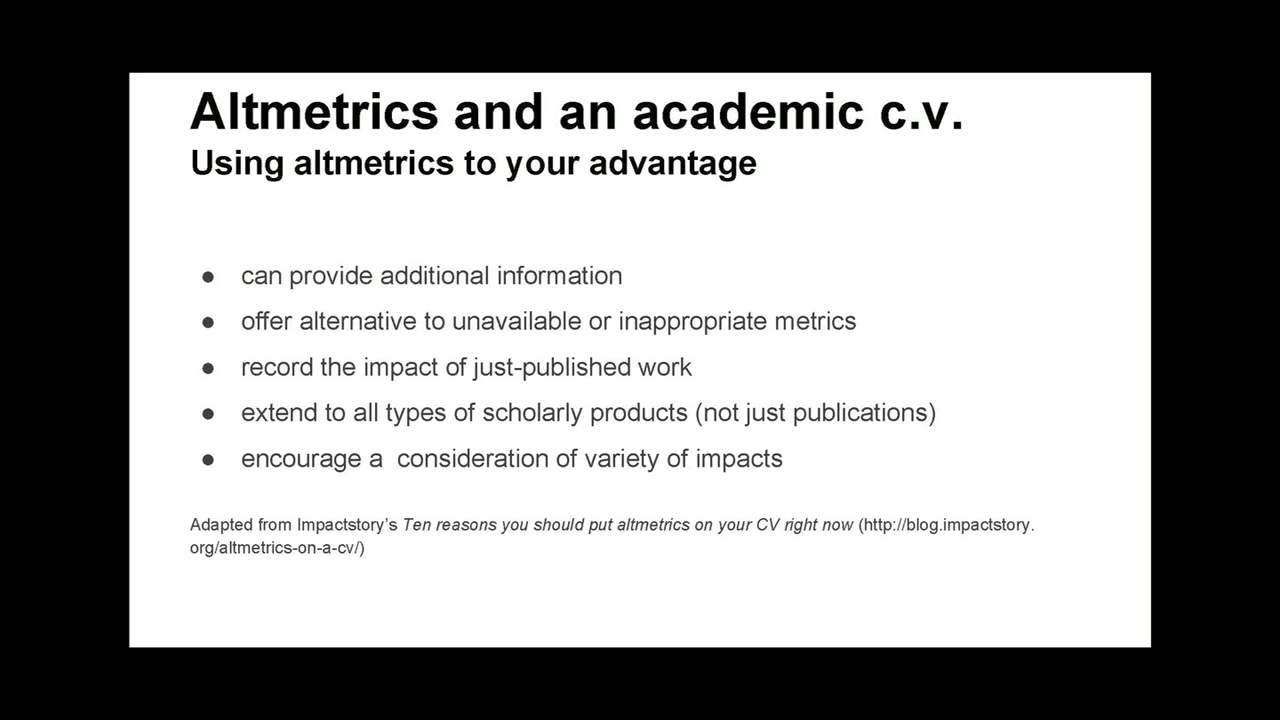 Altmetrics and an academic c.v.
Using altmetrics to your advantage
● can provide additional information
● offer alternative to unavailable or inappropriate metrics
● record the impact of just-published work
● extend to all types of scholarly products (not just publications)
● encourage a  consideration of variety of impacts
Adapted from Impactstory’s Ten reasons you should put altmetrics on your CV right now (http://blog.impactstory.
org/altmetrics-on-a-cv/)